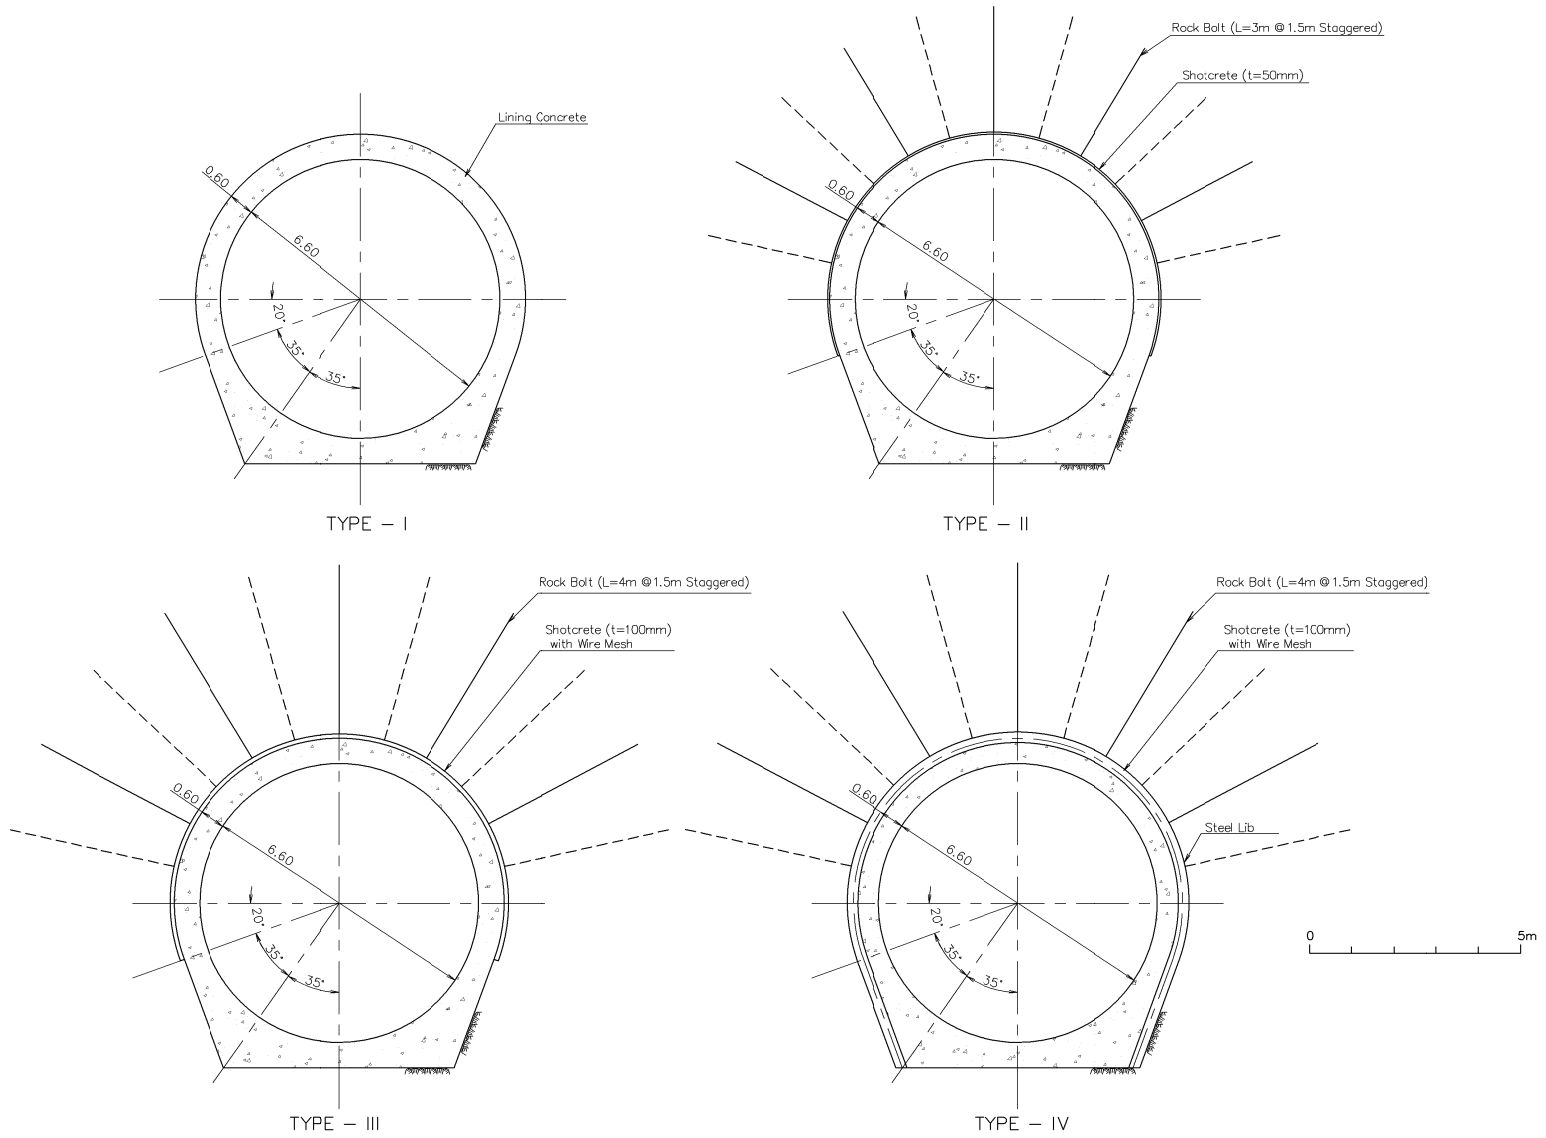 Rock Bolt (L=3m @1.5m Staggered)
Shotcrete (t=50mm)
Lining Concrete
0.60
6.60
20°
35°
35°
TYPE - I
0.60
6.60
20°
35°
35°
TYPE - II
Rock Bolt (L=4m @1.5m Staggered)
Shotcrete (t=100mm)
with Wire Mesh
0.60
6.60
20°
35°
35°
TYPE - III
Rock Bolt (L=4m @1.5m Staggered)
Shotcrete (t=100mm)
with Wire Mesh
Steel Lib
0.60
6.60
20°
35°
35°
TYPE - IV
0 5m